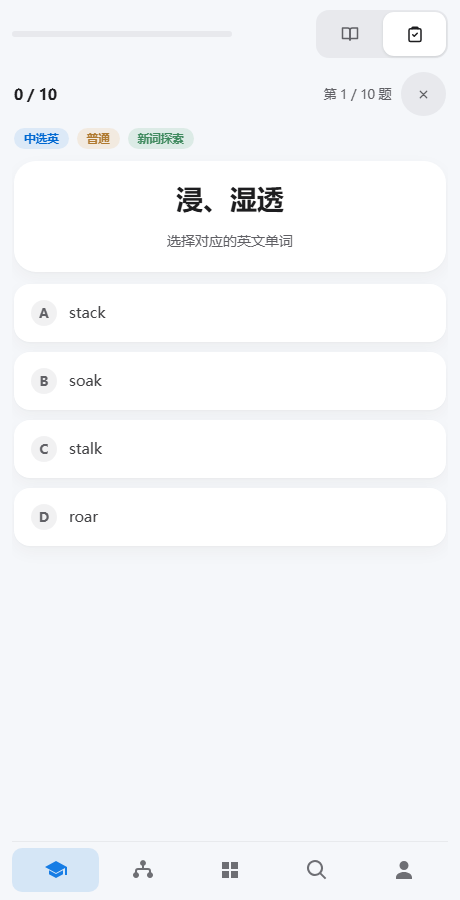 0 / 10
第 1 / 10 题
×
中选英
普通
新词探索
浸、湿透
选择对应的英文单词
A stack
B soak
C stalk
D roar